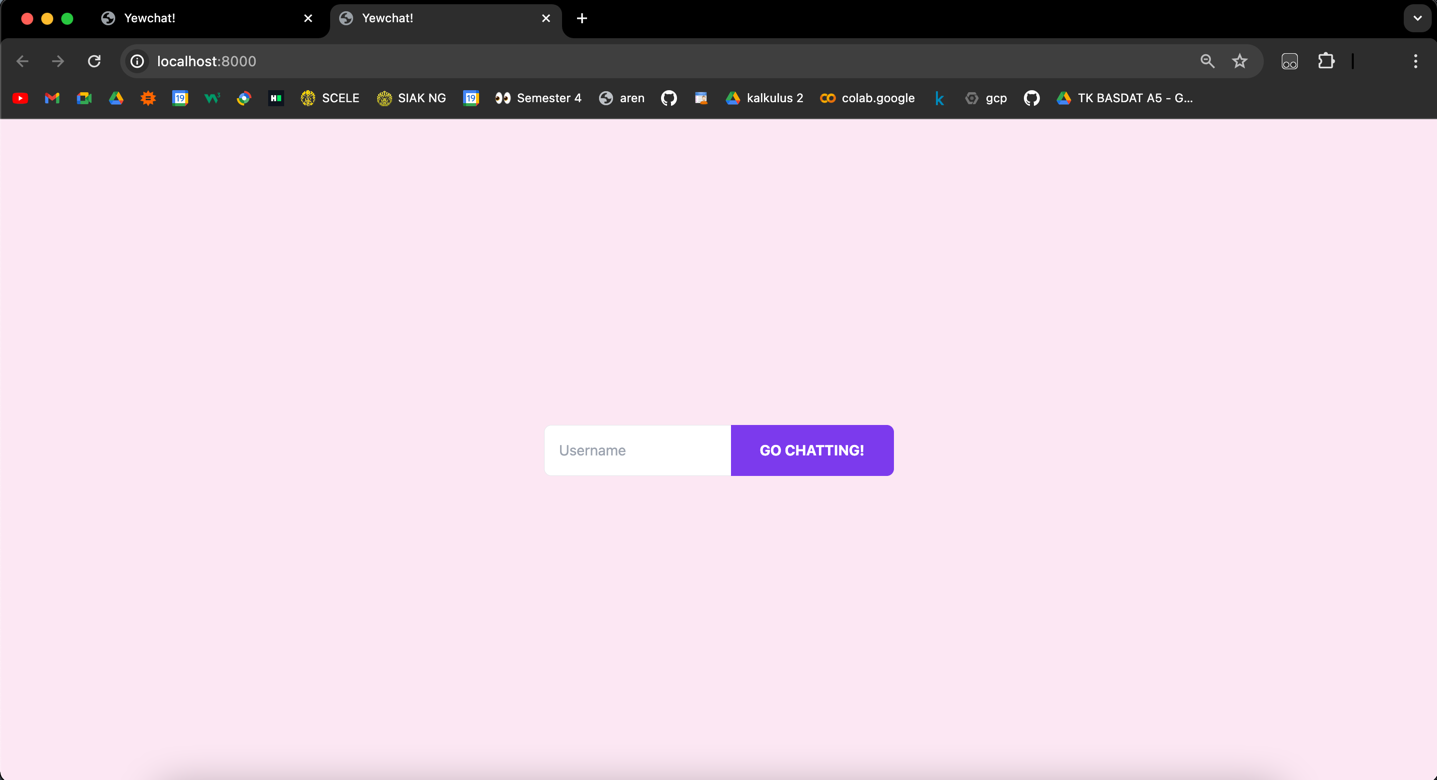 Yewchat! Yewchat!
localhost:8000
19 SCELE SIAK NG 19 Semester 4 aren kalkulus 2 colab.google k gcp TK BASDAT A5 - G...
Username GO CHATTING!